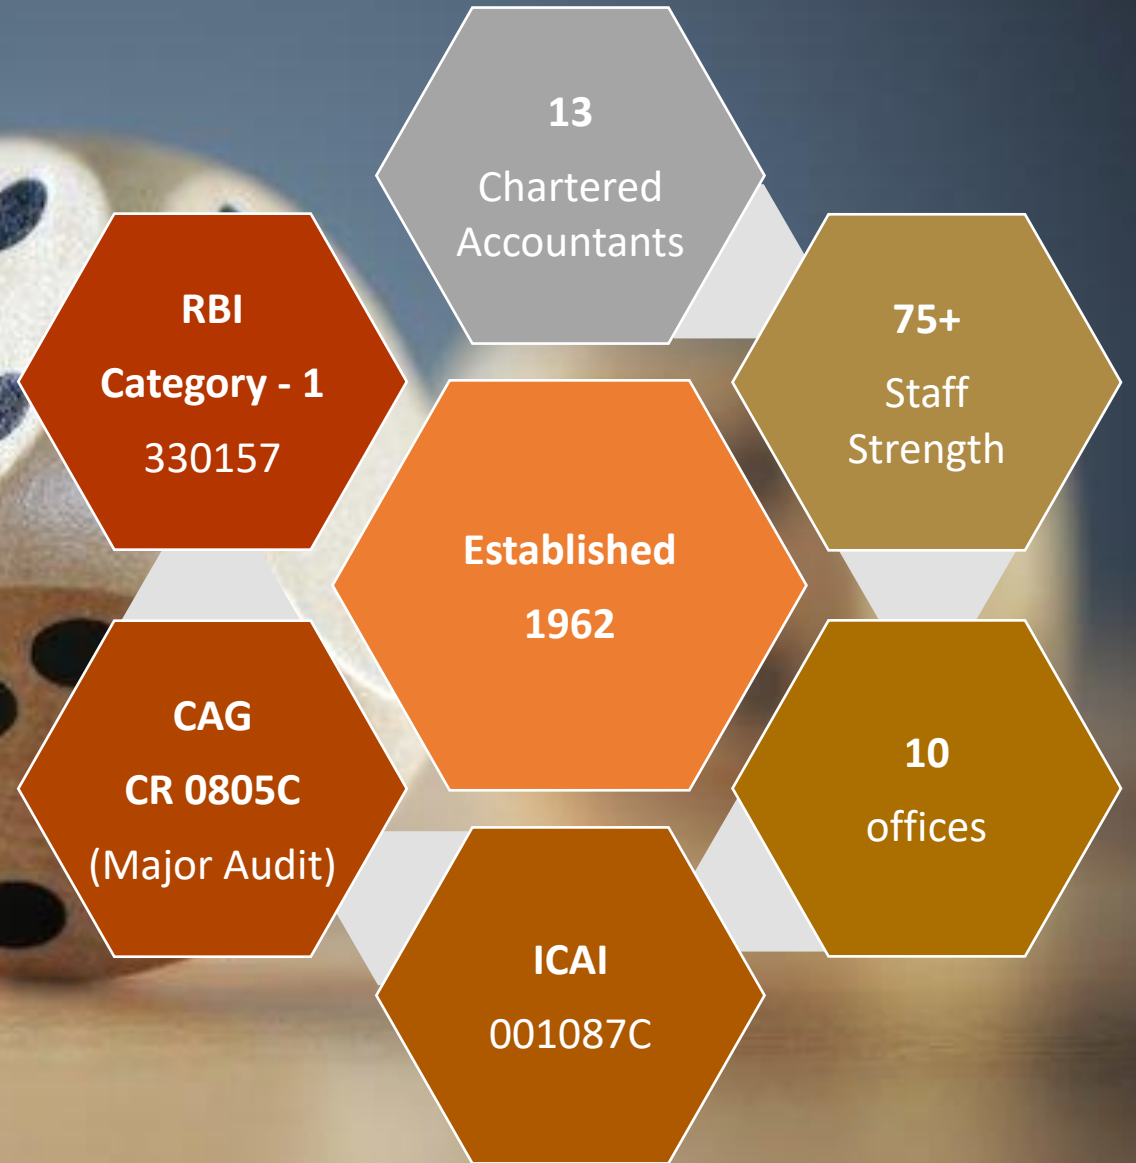 13
Chartered
Accountants
RBI
Category - 1
330157
75+
Staff
Strength
Established
1962
CAG
CR 0805C
(Major Audit)
10
offices
ICAI
001087C